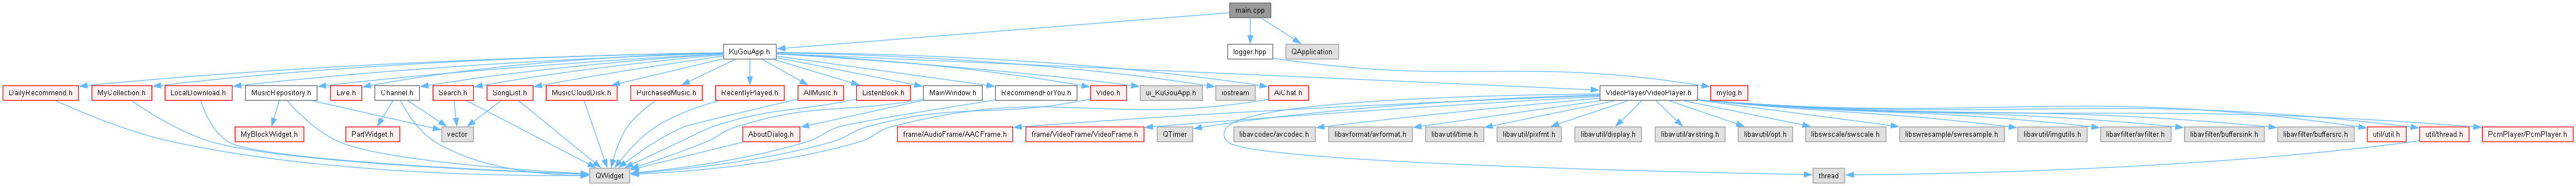 main.cpp
KuGouApp.h
logger.hpp
QApplication
DailyRecommend.h
MyCollection.h
LocalDownload.h
MusicRepository.h
Live.h
Channel.h
Search.h
SongList.h
MusicCloudDisk.h
PurchasedMusic.h
RecentlyPlayed.h
AllMusic.h
ListenBook.h
MainWindow.h
RecommendForYou.h
Video.h
ui_KuGouApp.h
iostream
AiChat.h
VideoPlayer/VideoPlayer.h
mylog.h
MyBlockWidget.h
PartWidget.h
vector
AboutDialog.h
frame/AudioFrame/AACFrame.h
frame/VideoFrame/VideoFrame.h
QTimer
libavcodec/avcodec.h
libavformat/avformat.h
libavutil/time.h
libavutil/pixfmt.h
libavutil/display.h
libavutil/avstring.h
libavutil/opt.h
libswscale/swscale.h
libswresample/swresample.h
libavutil/imgutils.h
libavfilter/avfilter.h
libavfilter/buffersink.h
libavfilter/buffersrc.h
util/util.h
util/thread.h
PcmPlayer/PcmPlayer.h
QWidget
thread